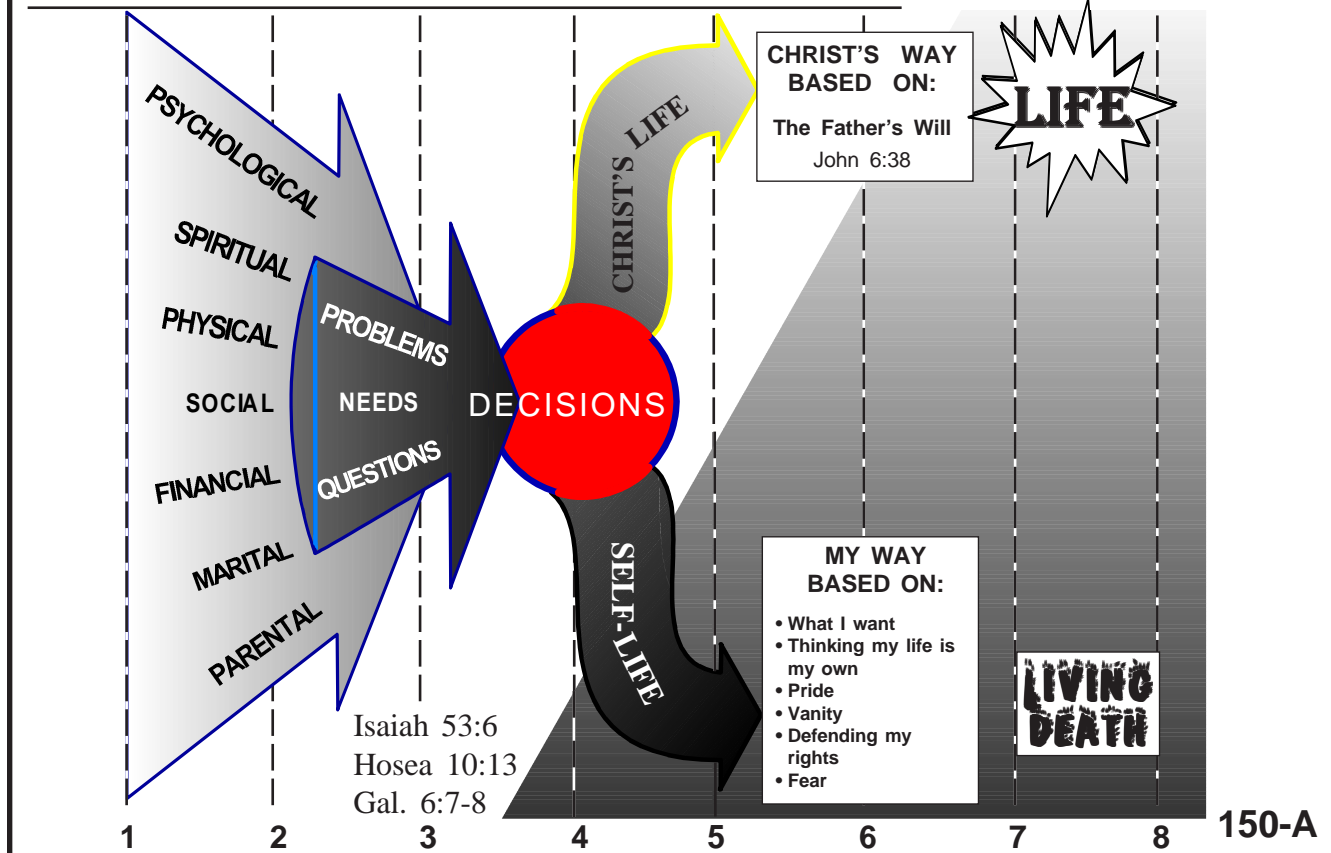 PSYCHOLOGICAL
SPIRITUAL
PHYSICAL
SOCIAL
FINANCIAL
MARITAL
PARENTAL
PROBLEMS
NEEDS
QUESTIONS
DECISIONS
CHRIST'S LIFE
SELF-LIFE
CHRIST'S WAY
BASED ON:
The Father's Will
John 6:38
LIFE
MY WAY
BASED ON:
• What I want
• Thinking my life is
my own
• Pride
• Vanity
• Defending my
rights
• Fear
LIVING
DEATH
Isaiah 53:6
Hosea 10:13
Gal. 6:7-8
1 2 3 4 5 6 7 8
150-A